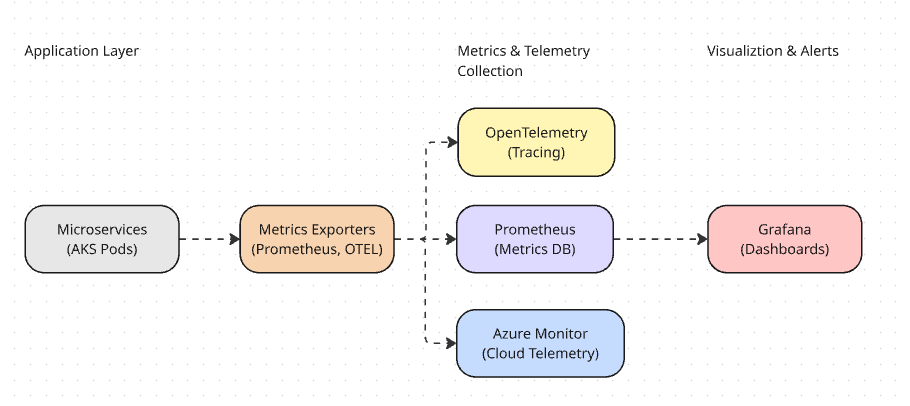 Application Layer
Metrics & Telemetry
Collection
Visualiztion & Alerts
OpenTelemetry
(Tracing)
Microservices
(AKS Pods)
Metrics Exporters
(Prometheus, OTEL)
Prometheus
(Metrics DB)
Grafana
(Dashboards)
Azure Monitor
(Cloud Telemetry)